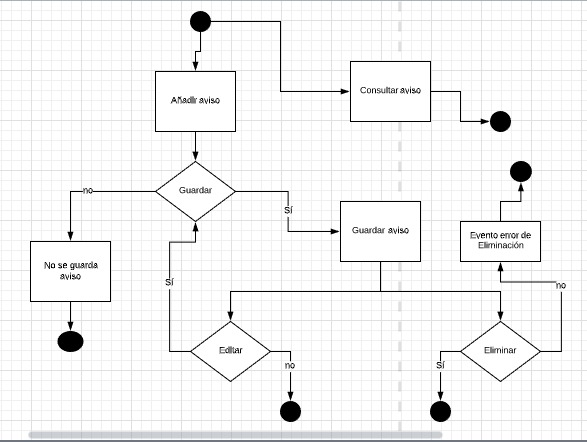 Añadir aviso
Consultar aviso
Guardar
no
Sí
Guardar aviso
Evento error de
Eliminación
No se guarda
aviso
Sí
no
Editar
no
Eliminar
Sí